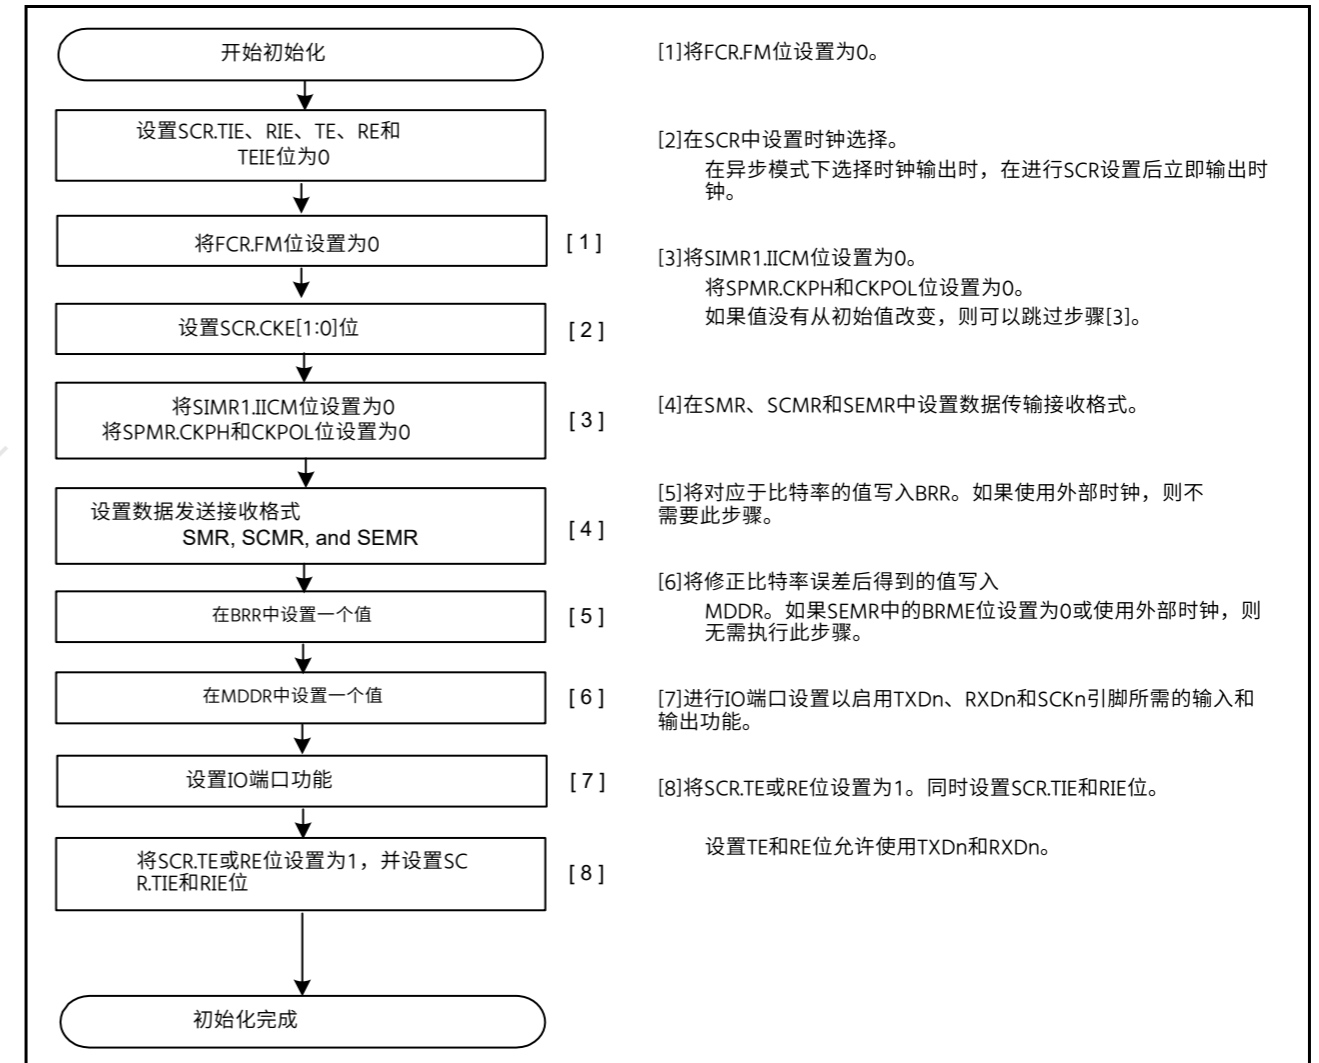 开始初始化
设置SCR.TIE、RIE、TE、RE和
TEIE位为0
将FCR.FM位设置为0
[1]
设置SCR.CKE[1:0]位
[2]
将SIMR1.IICM位设置为0
将SPMR.CKPH和CKPOL位设置为0
[3]
设置数据发送接收格式
SMR, SCMR, and SEMR
[4]
在BRR中设置一个值
[5]
在MDDR中设置一个值
[6]
设置IO端口功能
[7]
将SCR.TE或RE位设置为1，并设置SC
R.TIE和RIE位
[8]
初始化完成
[1]将FCR.FM位设置为0。
[2]在SCR中设置时钟选择。
在异步模式下选择时钟输出时，在进行SCR设置后立即输出时
钟。
[3]将SIMR1.IICM位设置为0。
将SPMR.CKPH和CKPOL位设置为0。
如果值没有从初始值改变，则可以跳过步骤[3]。
[4]在SMR、SCMR和SEMR中设置数据传输接收格式。
[5]将对应于比特率的值写入BRR。如果使用外部时钟，则不
需要此步骤。
[6]将修正比特率误差后得到的值写入
MDDR。如果SEMR中的BRME位设置为0或使用外部时钟，则
无需执行此步骤。
[7]进行IO端口设置以启用TXDn、RXDn和SCKn引脚所需的输入和
输出功能。
[8]将SCR.TE或RE位设置为1。同时设置SCR.TIE和RIE位。
设置TE和RE位允许使用TXDn和RXDn。